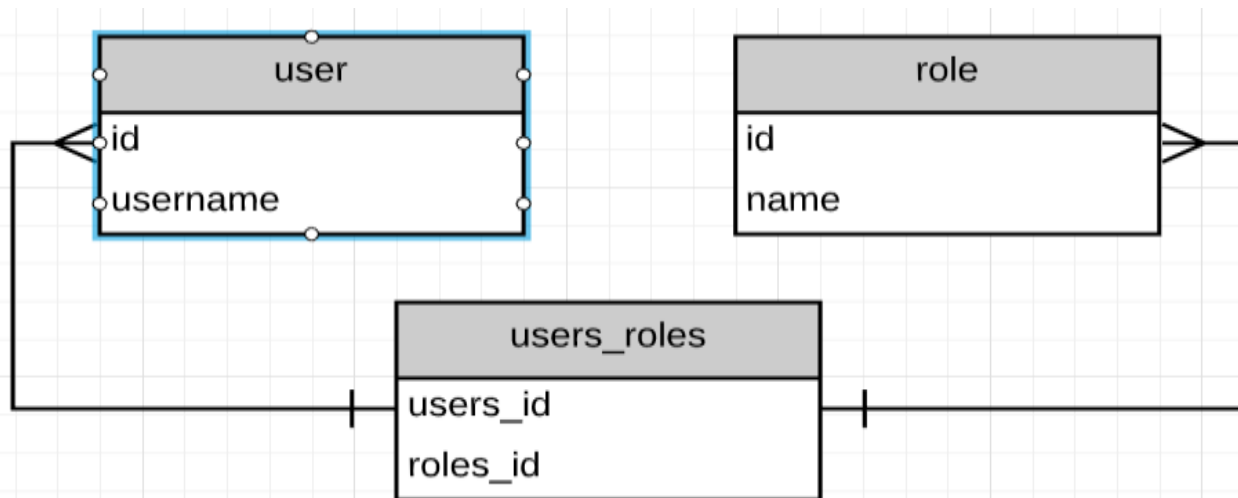 user
id
username
role
id
name
users_roles
users_id
roles_id